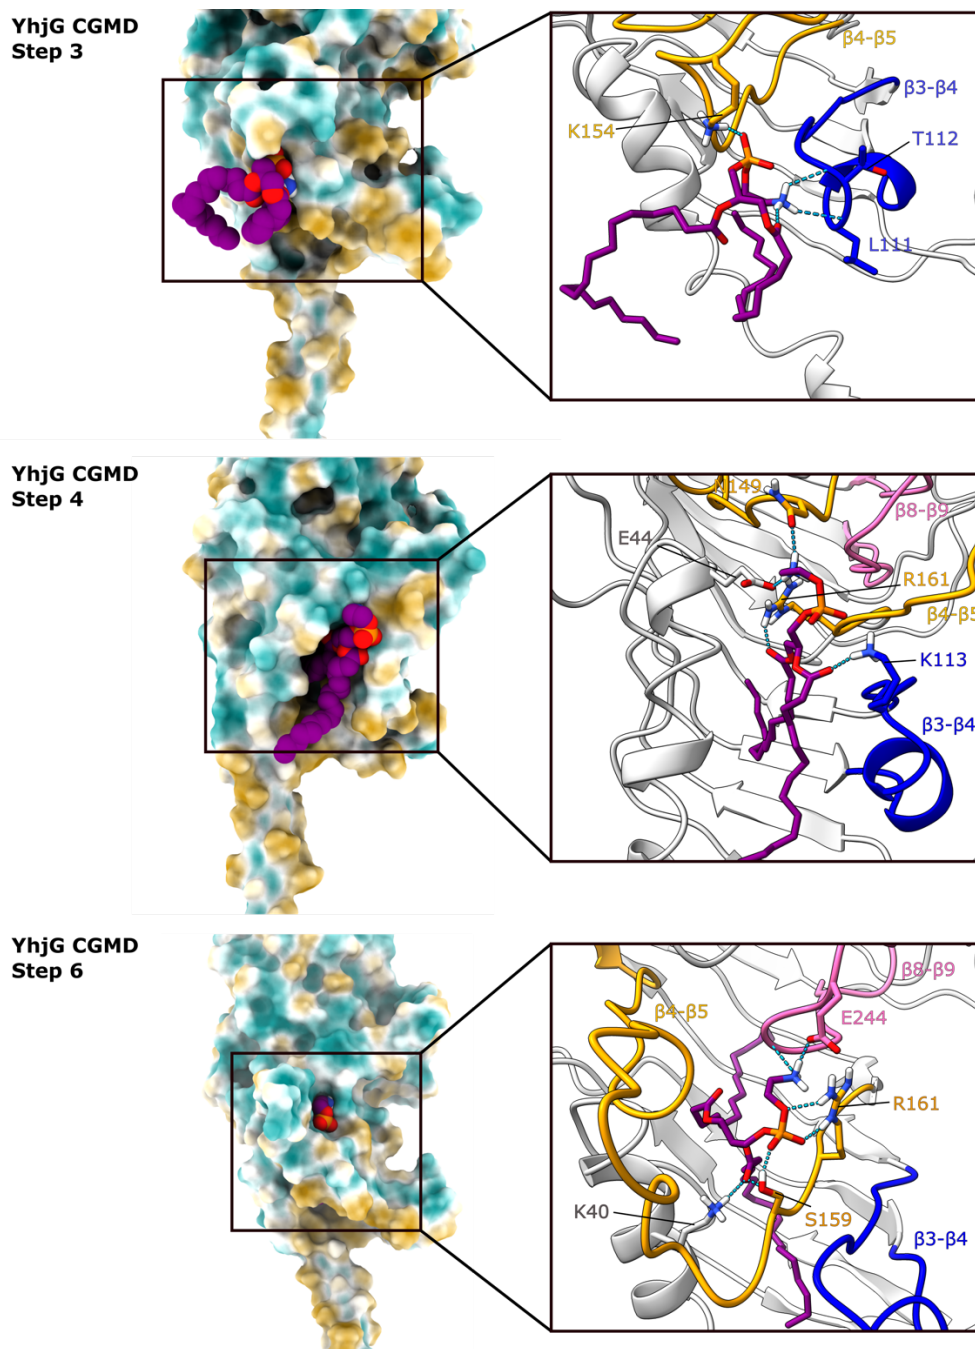 YhjG CGMD
Step 3
β4-β5
β3-β4
K154
T112
L111
YhjG CGMD
Step 4
N149
β8-β9
E44
R161
β4-β5
K113
β3-β4
YhjG CGMD
Step 6
β8-β9
β4-β5
E244
R161
K40
S159
β3-β4